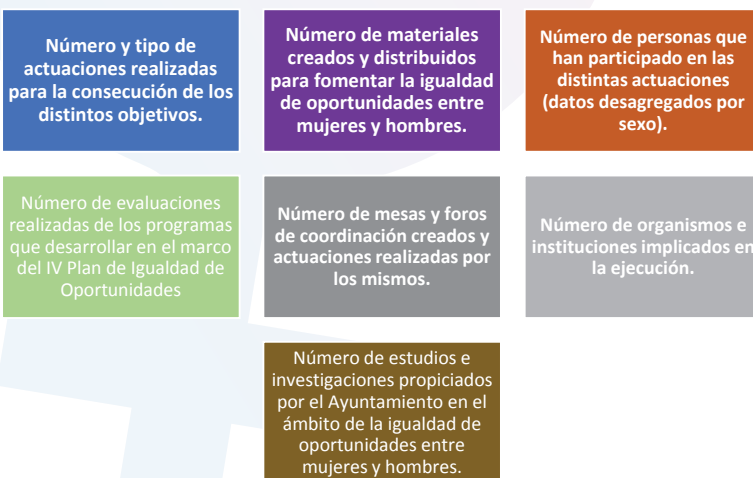 Número y tipo de
actuaciones realizadas
para la consecución de los
distintos objetivos.
Número de materiales
creados y distribuidos
para fomentar la igualdad
de oportunidades entre
mujeres y hombres.
Número de personas que
han participado en las
distintas actuaciones
(datos desagregados por
sexo).
Número de evaluaciones
realizadas de los programas
que desarrollar en el marco
del IV Plan de Igualdad de
Oportunidades
Número de mesas y foros
de coordinación creados y
actuaciones realizadas por
los mismos.
Número de organismos e
instituciones implicados en
la ejecución.
Número de estudios e
investigaciones propiciados
por el Ayuntamiento en el
ámbito de la igualdad de
oportunidades entre
mujeres y hombres.